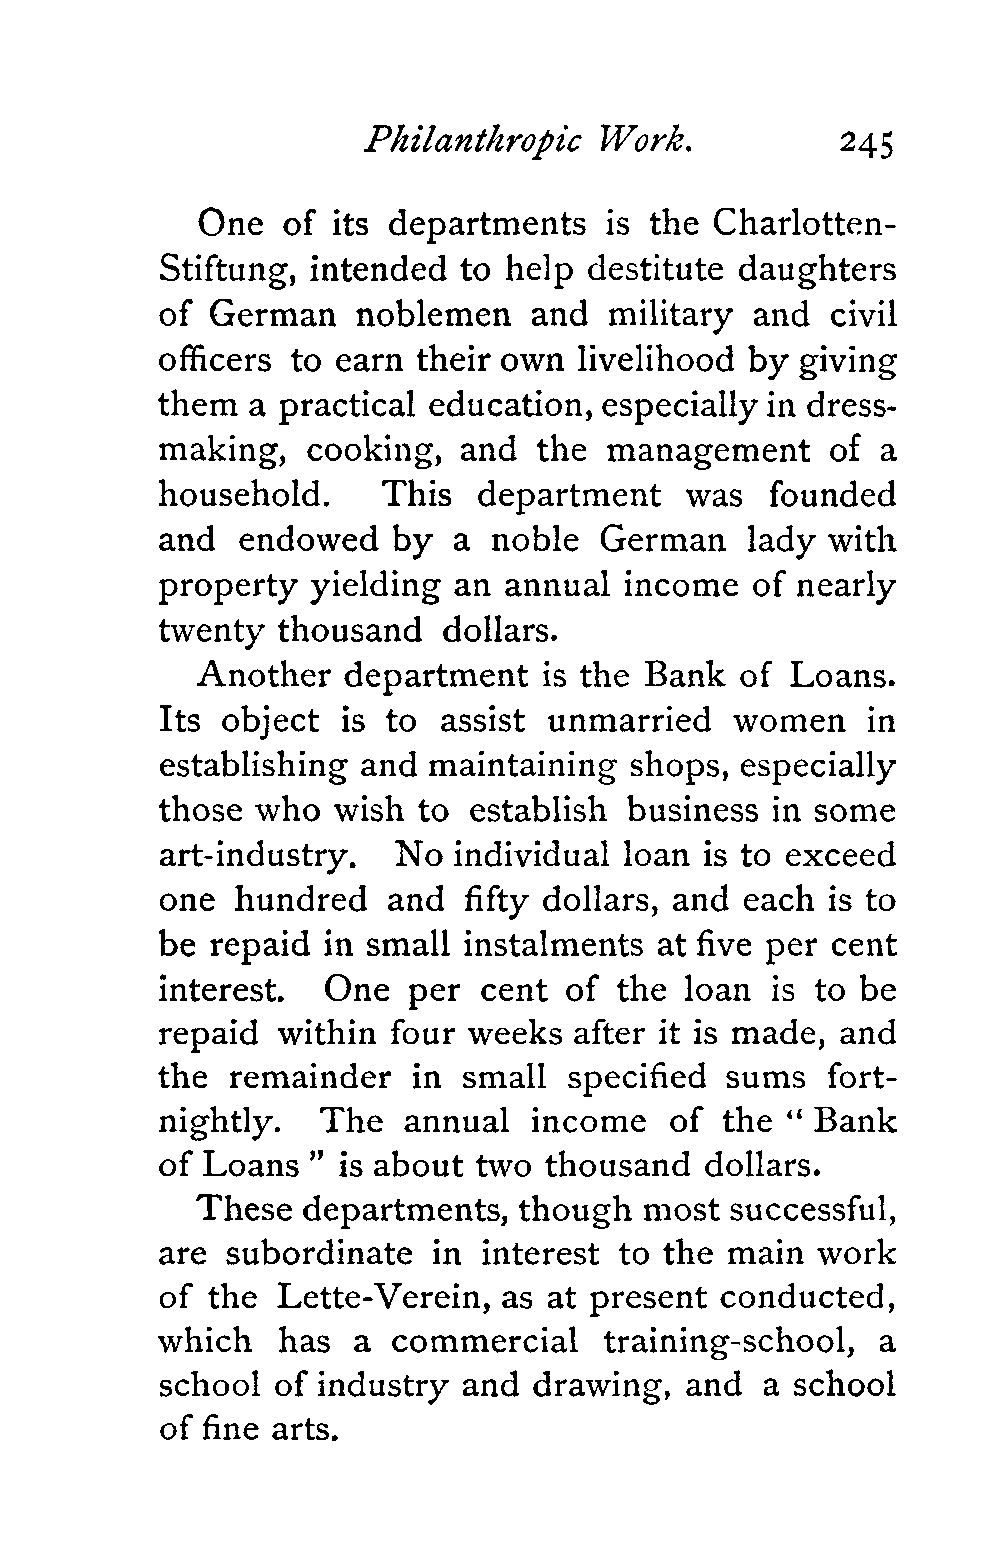 Philanthropic Work. 245
One of its departments is the Charlotten-
Stiftung, intended to help destitute daughters
of German noblemen and military and civil
officers to earn their own livelihood by giving
them a practical education, especially in dress-
making, cooking, and the management of a
household. This department was founded
and endowed by a noble German lady with
property yielding an annual income of nearly
twenty thousand dollars.
Another department is the Bank of Loans.
Its object is to assist unmarried women in
establishing and maintaining shops, especially
those who wish to establish business in some
art-industry. No individual loan is to exceed
one hundred and fifty dollars, and each is to
be repaid in small instalments at five per cent
interest. One per cent of the loan is to be
repaid within four weeks after it is made, and
the remainder in small specified sums fort-
nightly. The annual income of the “ Bank
of Loans ” is about two thousand dollars.
These departments, though most successful,
are subordinate in interest to the main work
of the Lette-Verein, as at present conducted,
which has a commercial training-school, a
school of industry and drawing, and a school
of fine arts.